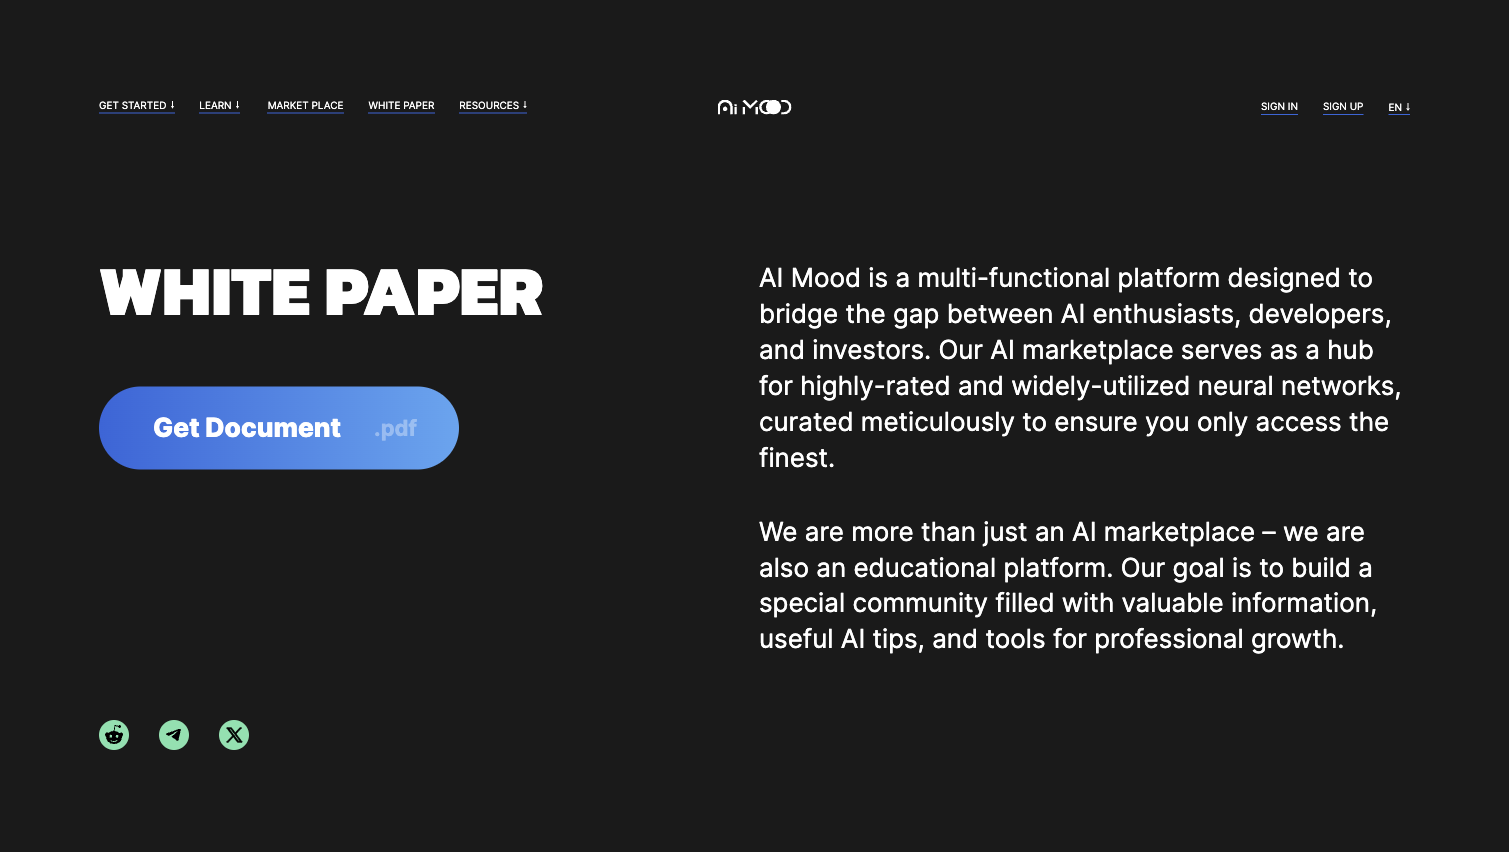 GET STARTED ↓
LEARN ↓
MARKET PLACE
WHITE PAPER
RESOURCES ↓
Ai MOOD
SIGN IN
SIGN UP
EN ↓
WHITE PAPER
Get Document .pdf
AI Mood is a multi-functional platform designed to
bridge the gap between AI enthusiasts, developers,
and investors. Our AI marketplace serves as a hub
for highly-rated and widely-utilized neural networks,
curated meticulously to ensure you only access the
finest.
We are more than just an AI marketplace – we are
also an educational platform. Our goal is to build a
special community filled with valuable information,
useful AI tips, and tools for professional growth.